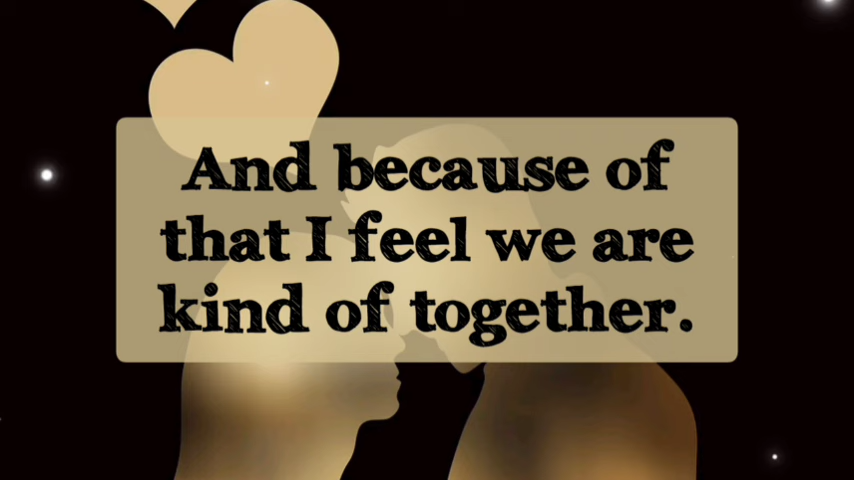 And because of
that I feel we are
kind of together.